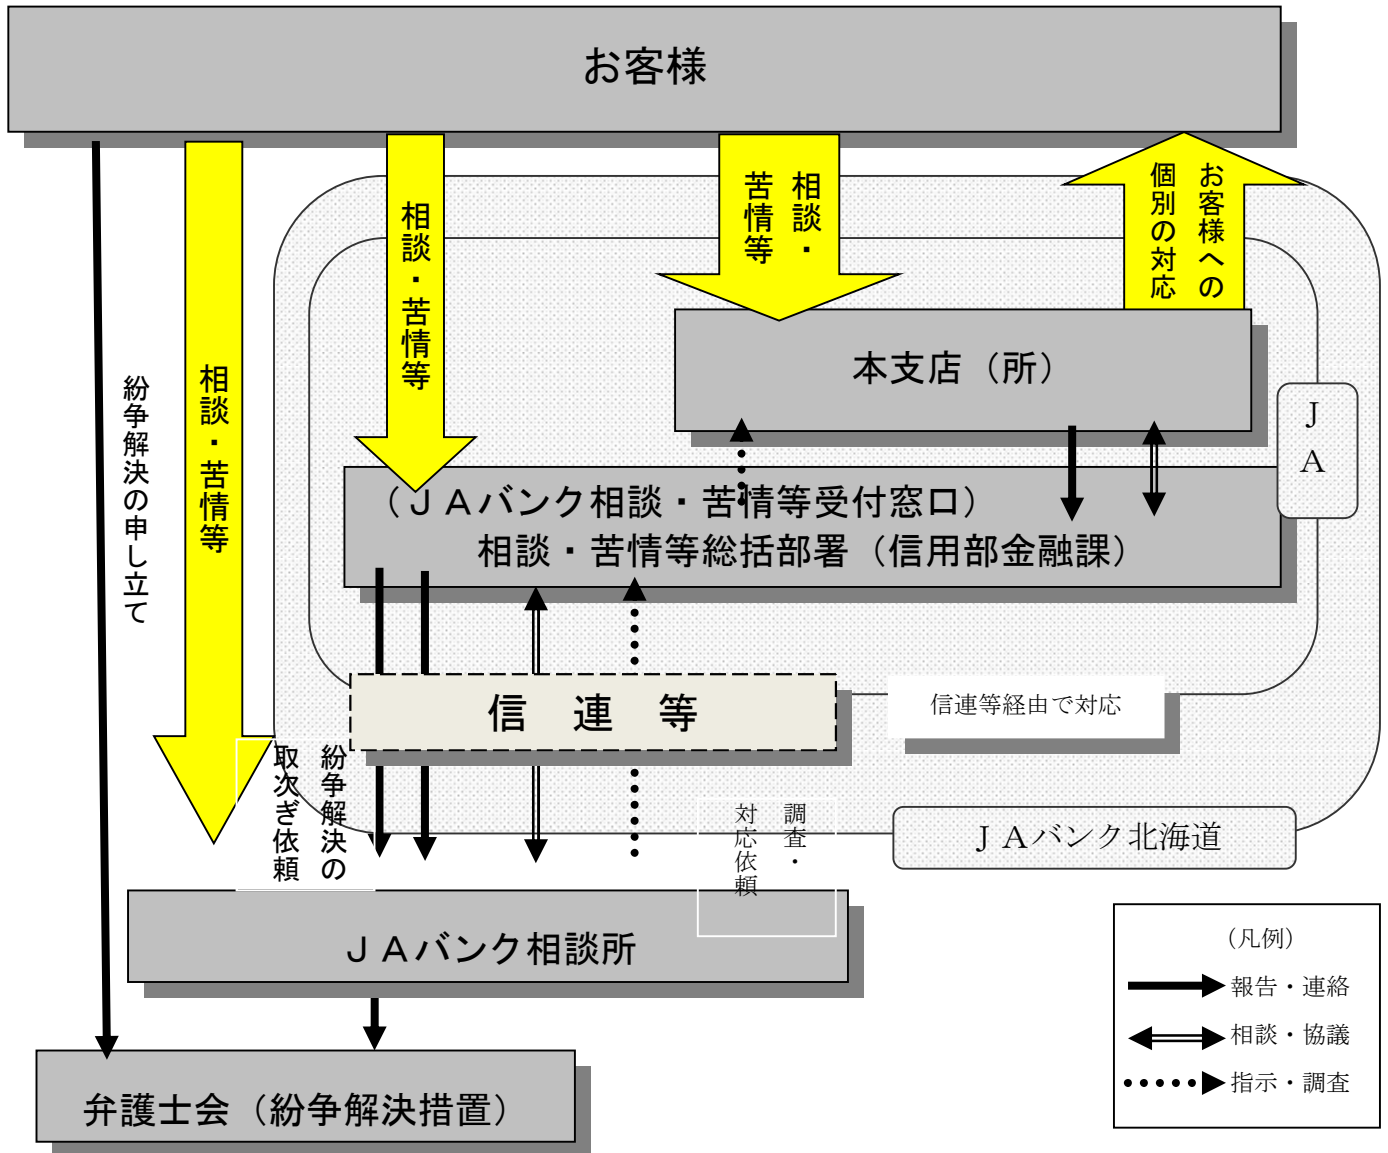 お客様
相談・
苦情等
お客様への
個別の対応
相談・苦情等
相談・苦情等
紛争解決の申し立て
本支店（所）
ＪＡ
（ＪＡバンク相談・苦情等受付窓口）
相談・苦情等総括部署（信用部金融課）
信　連　等
信連等経由で対応
紛争解決の
取次ぎ依頼
調査・
対応依頼
ＪＡバンク北海道
ＪＡバンク相談所
弁護士会（紛争解決措置）
（凡例）
報告・連絡
相談・協議
指示・調査